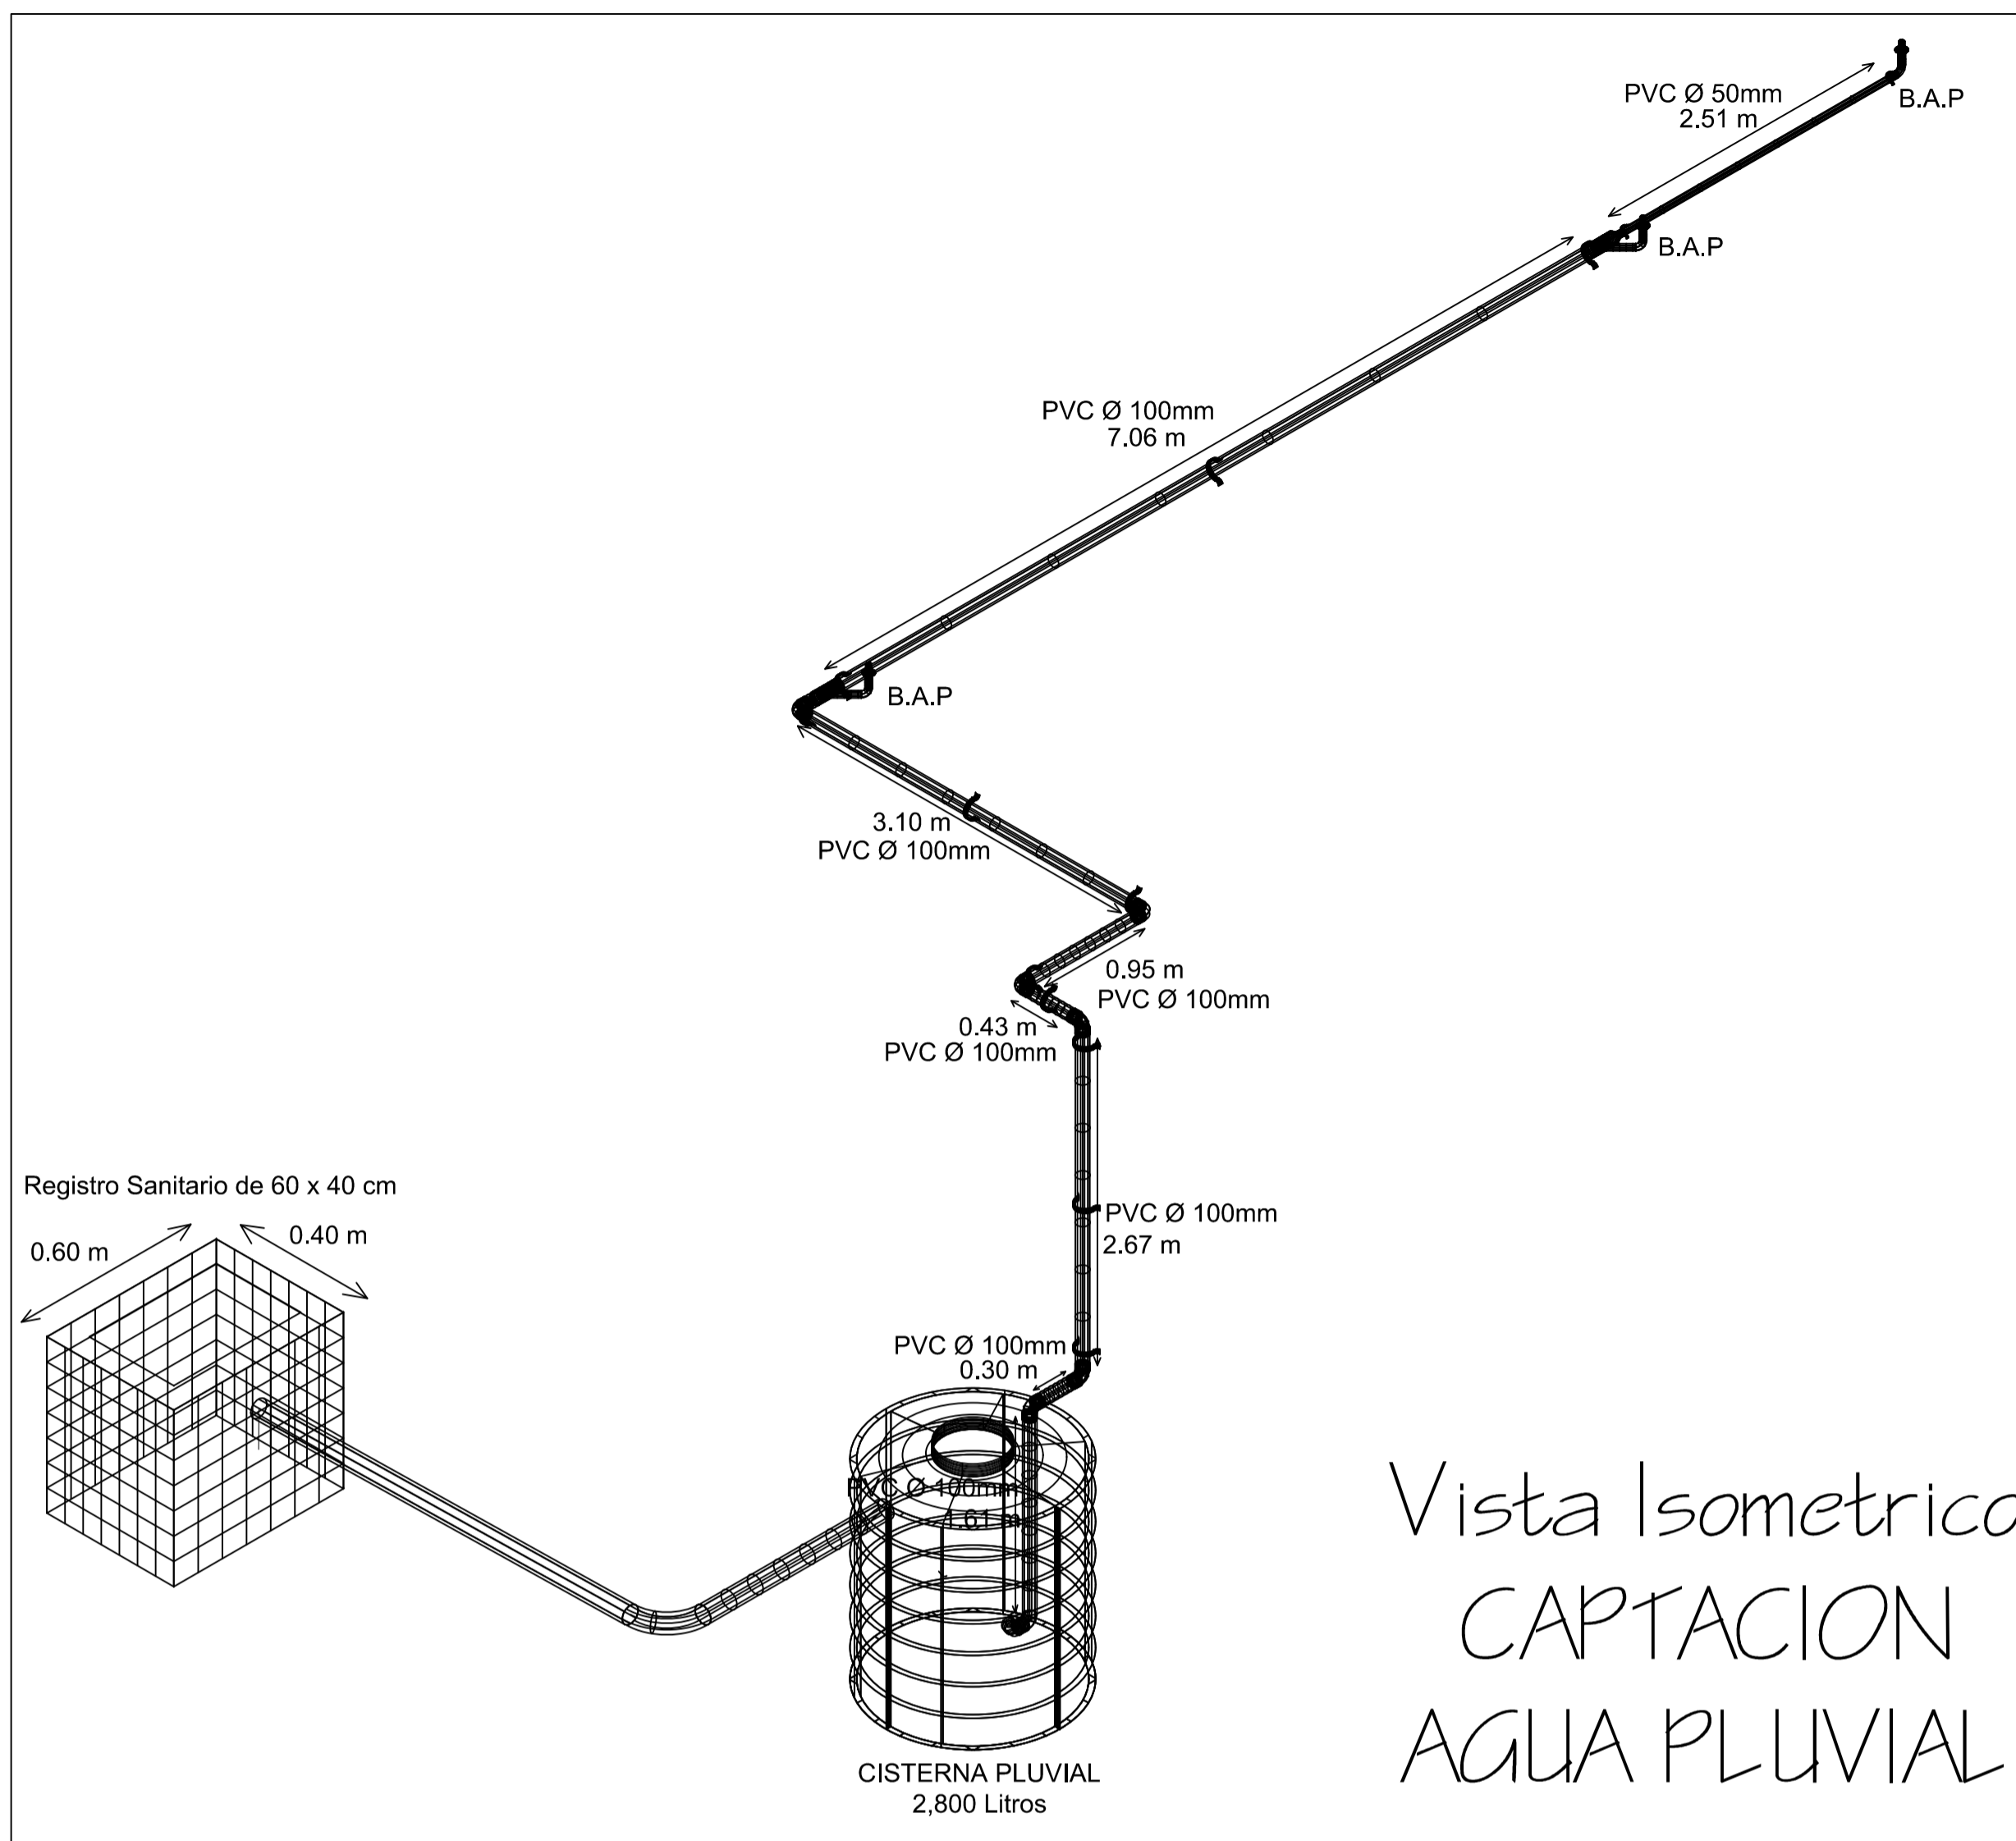 PVC Ø 50mm
2.51 m
B.A.P
B.A.P
PVC Ø 100mm
7.06 m
B.A.P
3.10 m
PVC Ø 100mm
0.95 m
PVC Ø 100mm
0.43 m
PVC Ø 100mm
Registro Sanitario de 60 x 40 cm
0.60 m
0.40 m
PVC Ø 100mm
2.67 m
PVC Ø 100mm
0.30 m
PVC Ø 100mm
1.61 m
Vista Isometrico
CAPTACION
AGUA PLUVIAL
CISTERNA PLUVIAL
2,800 Litros